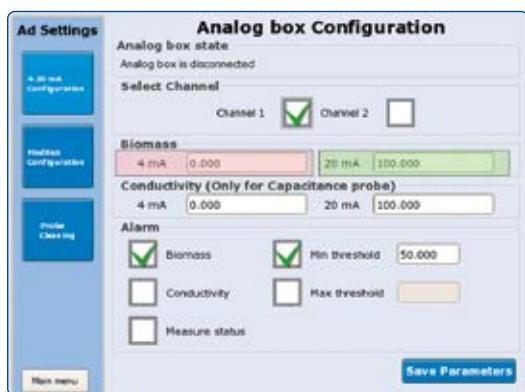 Ad Settings
Analog box Configuration
Analog box state
Analog box is disconnected
4-20 mA
Configuration
Select Channel
Channel 1
Channel 2
Modbus
Configuration
Biomass
4 mA 0.000 20 mA 100.000
Conductivity (Only for Capacitance probe)
4 mA 0.000 20 mA 100.000
Probe
Cleaning
Alarm
Biomass Min threshold 50.000
Conductivity Max threshold
Measure status
Main menu
Save Parameters